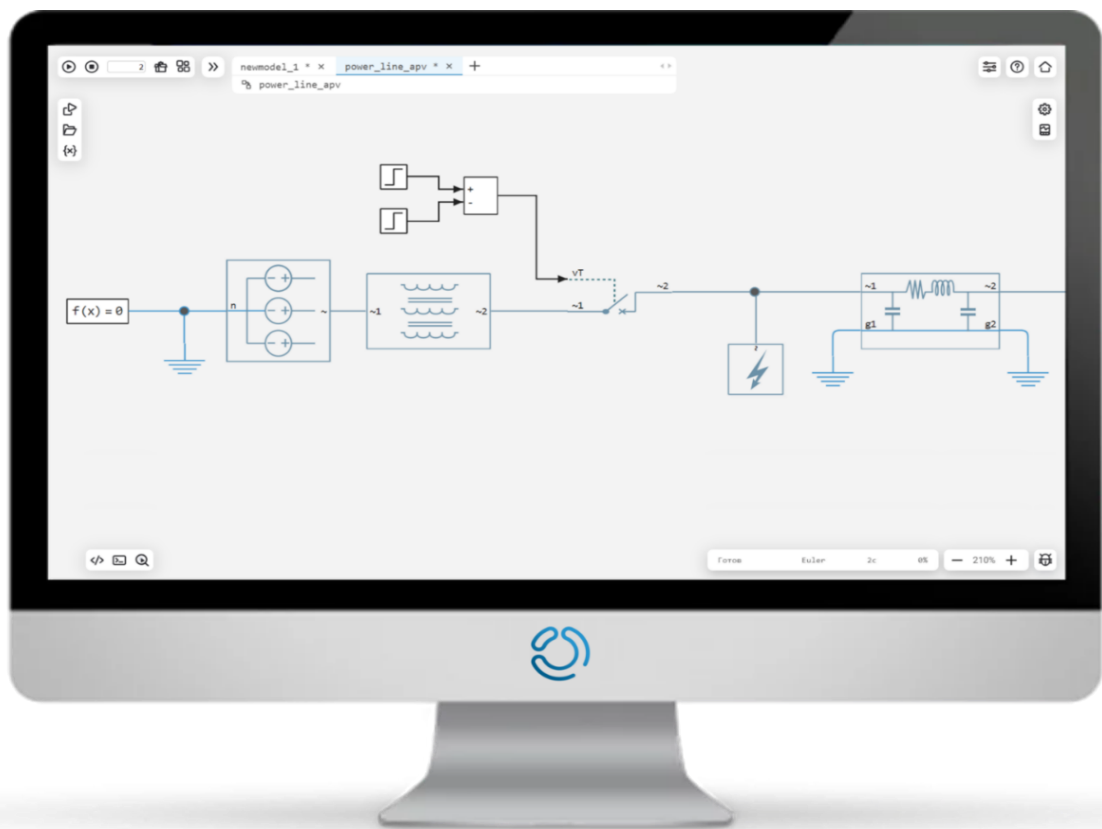 2
newmodel_1 * ×
power_line_apv * × +
power_line_apv
{x}
+
-
vT
~1
~2
f(x) = 0
n
- +
- +
- +
~
~1
~2
~1
~2
g1
g2
</>
Готов
Euler
2c
0%
— 210% +